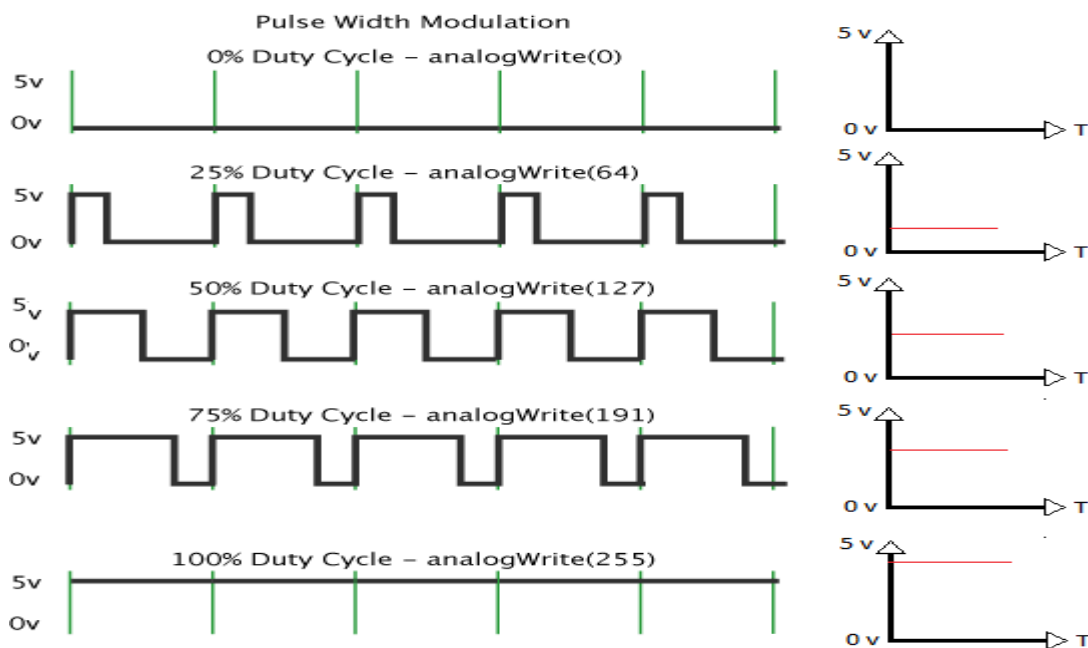 Pulse Width Modulation
0% Duty Cycle – analogWrite(0)
5v
0v
5 v
0 v
T
25% Duty Cycle – analogWrite(64)
5v
0v
5 v
0 v
T
50% Duty Cycle – analogWrite(127)
5v
0v
5 v
0 v
T
75% Duty Cycle – analogWrite(191)
5v
0v
5 v
0 v
T
100% Duty Cycle – analogWrite(255)
5v
0v
5 v
0 v
T